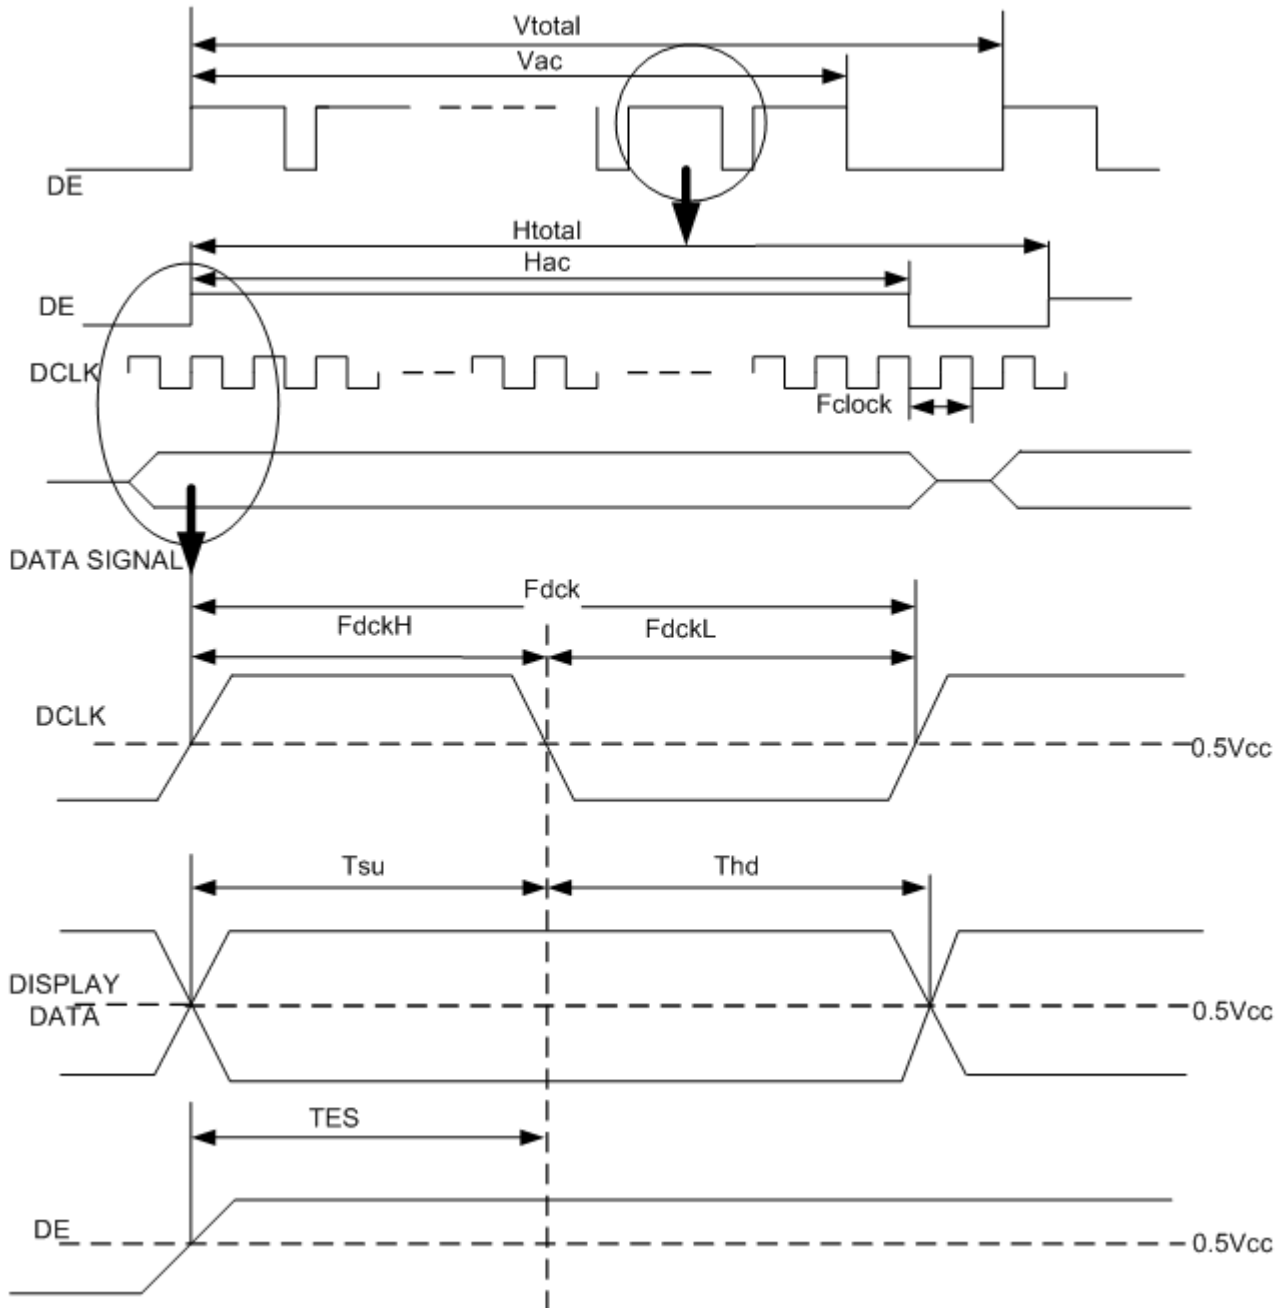 Vtotal
Vac
DE
Htotal
Hac
DE
DCLK
Fclock
DATA SIGNAL
Fdck
FdckH
FdckL
DCLK
0.5Vcc
Tsu
Thd
DISPLAY
DATA
0.5Vcc
TES
DE
0.5Vcc